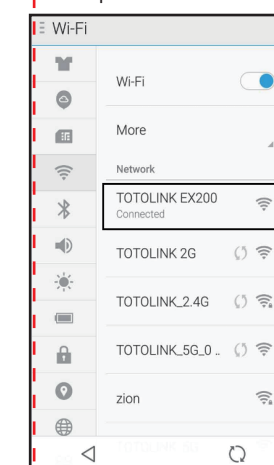 Wi-Fi
Wi-Fi
More
Network
TOTOLINK EX200
Connected
TOTOLINK 2G
TOTOLINK_2.4G
TOTOLINK_5G_0 ..
zion